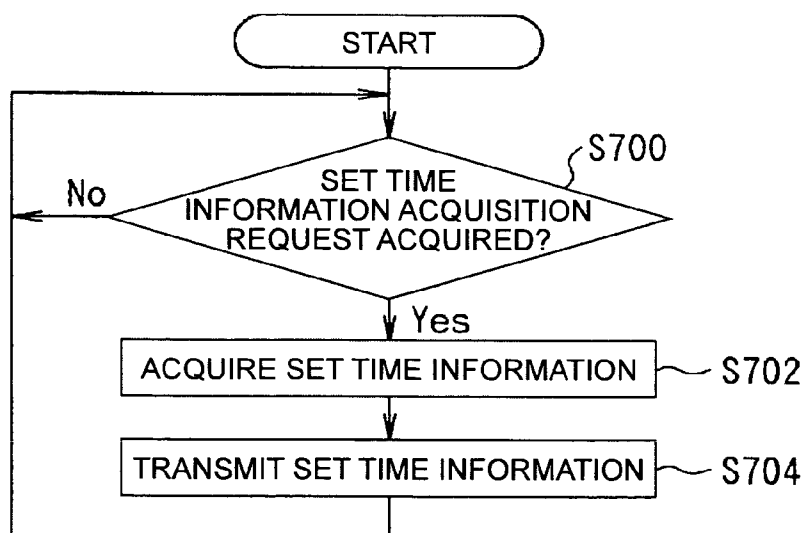 START
S700
No
SET TIME
INFORMATION ACQUISITION
REQUEST ACQUIRED?
Yes
ACQUIRE SET TIME INFORMATION
S702
TRANSMIT SET TIME INFORMATION
S704